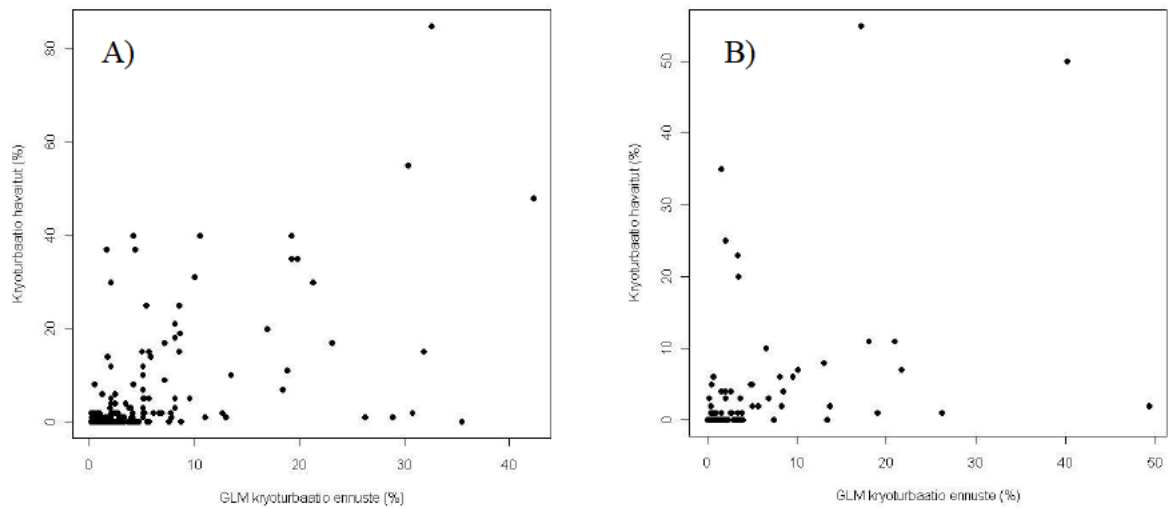 A)
Kryoturbaatio havaitut (%)
80
60
40
20
0
0 10 20 30 40
GLM kryoturbaatio ennuste (%)
B)
Kryoturbaatio havaitut (%)
50
40
30
20
10
0
0 10 20 30 40 50
GLM kryoturbaatio ennuste (%)